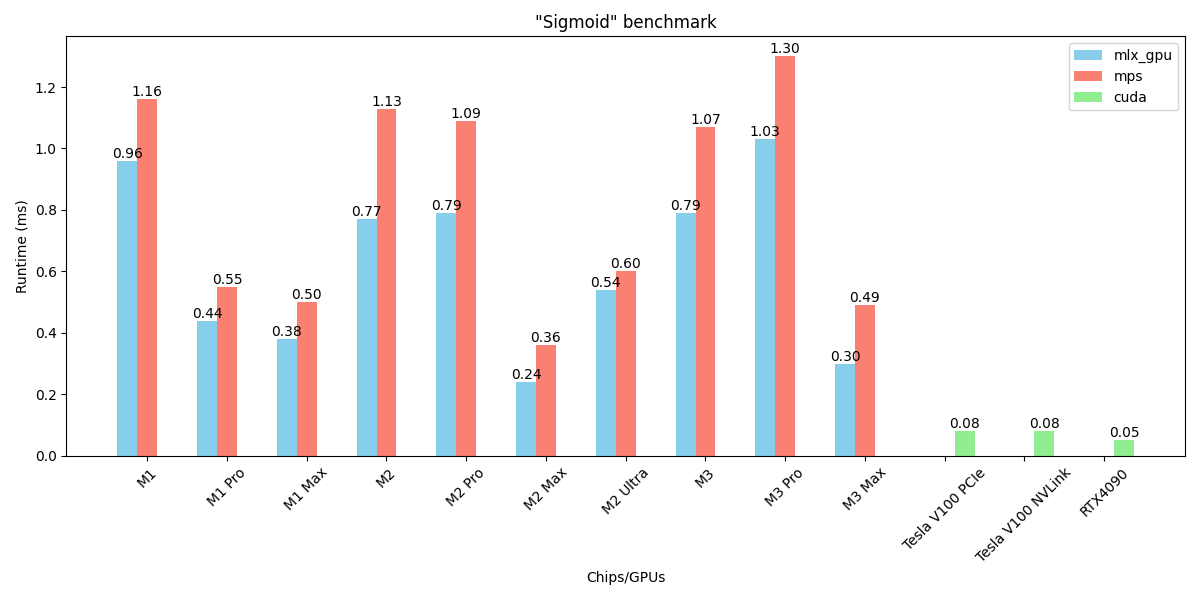 "Sigmoid" benchmark
mlx_gpu
mps
cuda
Runtime (ms)
1.2
1.0
0.8
0.6
0.4
0.2
0.0
0.96
1.16
0.44
0.55
0.38
0.50
0.77
1.13
0.79
1.09
0.24
0.36
0.54
0.60
0.79
1.07
1.03
1.30
0.30
0.49
0.08
0.08
0.05
M1
M1 Pro
M1 Max
M2
M2 Pro
M2 Max
M2 Ultra
M3
M3 Pro
M3 Max
Tesla V100 PCIe
Tesla V100 NVLink
RTX4090
Chips/GPUs